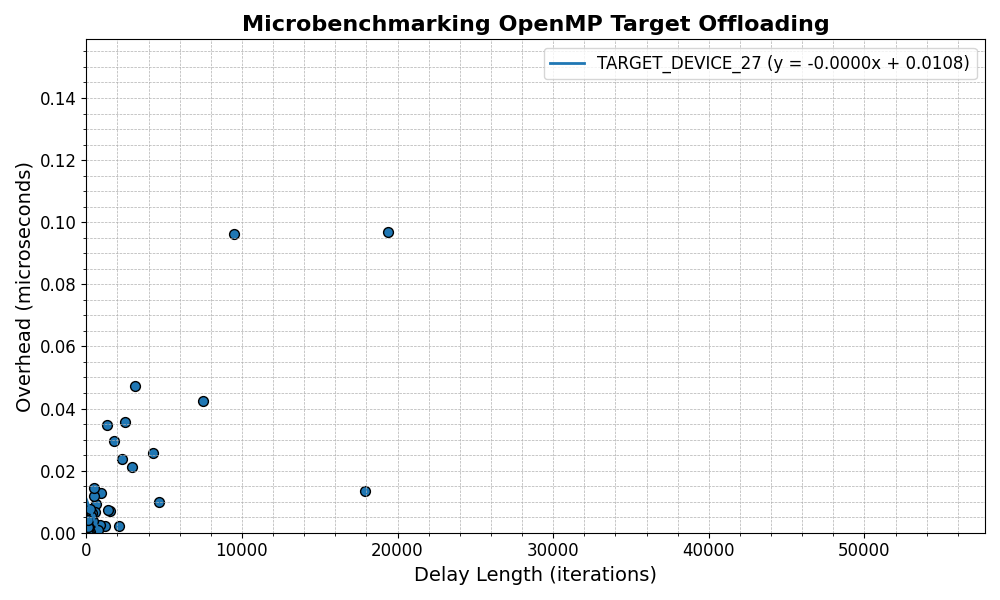 Microbenchmarking OpenMP Target Offloading
TARGET_DEVICE_27 (y = -0.0000x + 0.0108)
0.14
0.12
0.10
0.08
0.06
0.04
0.02
0.00
Overhead (microseconds)
0 10000 20000 30000 40000 50000
Delay Length (iterations)